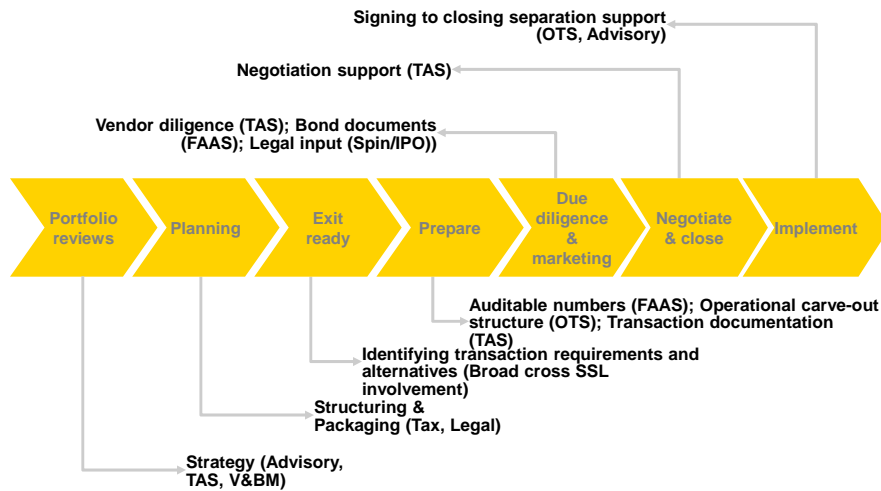 Signing to closing separation support
(OTS, Advisory)
Negotiation support (TAS)
Vendor diligence (TAS); Bond documents
(FAAS); Legal input (Spin/IPO))
Portfolio
reviews
Planning
Exit
ready
Prepare
Due
diligence
&
marketing
Negotiate
& close
Implement
Auditable numbers (FAAS); Operational carve-out
structure (OTS); Transaction documentation
(TAS)
Identifying transaction requirements and
alternatives (Broad cross SSL
involvement)
Structuring &
Packaging (Tax, Legal)
Strategy (Advisory,
TAS, V&BM)